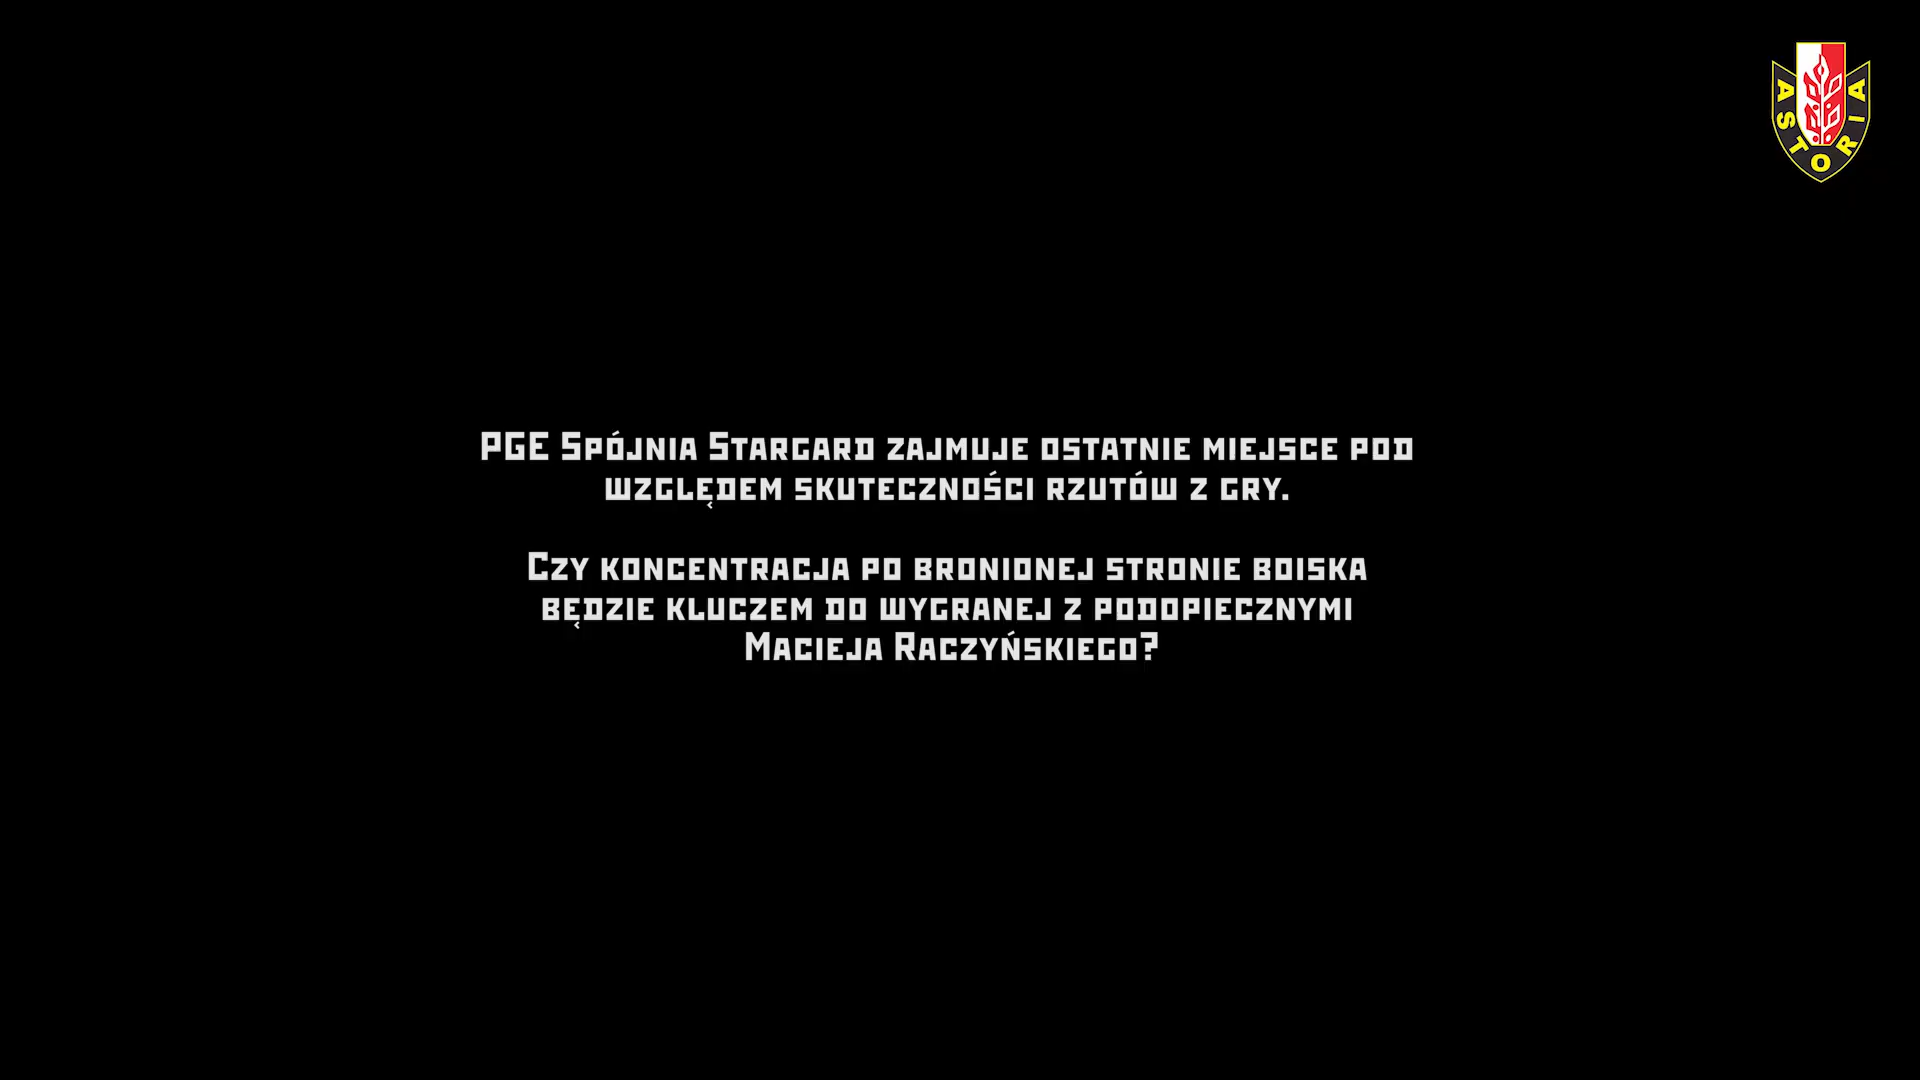 ASTORIA
PGE Spójnia Stargard zajmuje ostatnie miejsce pod
względem skuteczności rzutów z gry.
Czy koncentracja po bronionej stronie boiska
będzie kluczem do wygranej z podopiecznymi
Macieja Raczyńskiego?